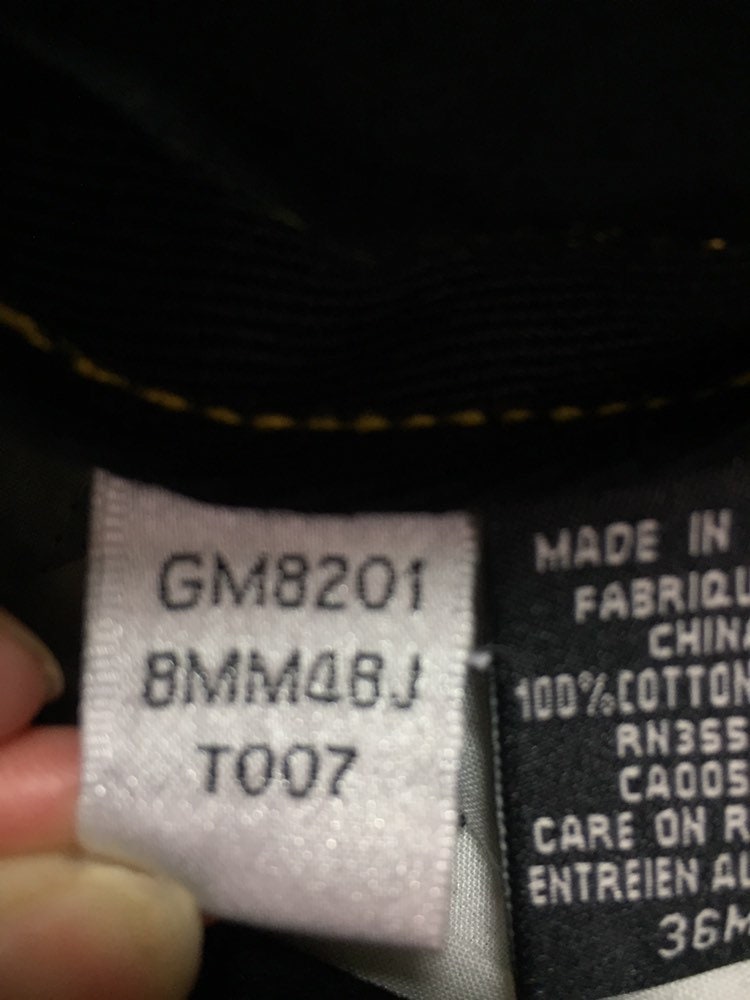 GM8201
8MM48J
T007
MADE IN
FABRIQU
CHINA
100%COTTON
RN355
CA005
CARE ON R
ENTREIEN AL
36M